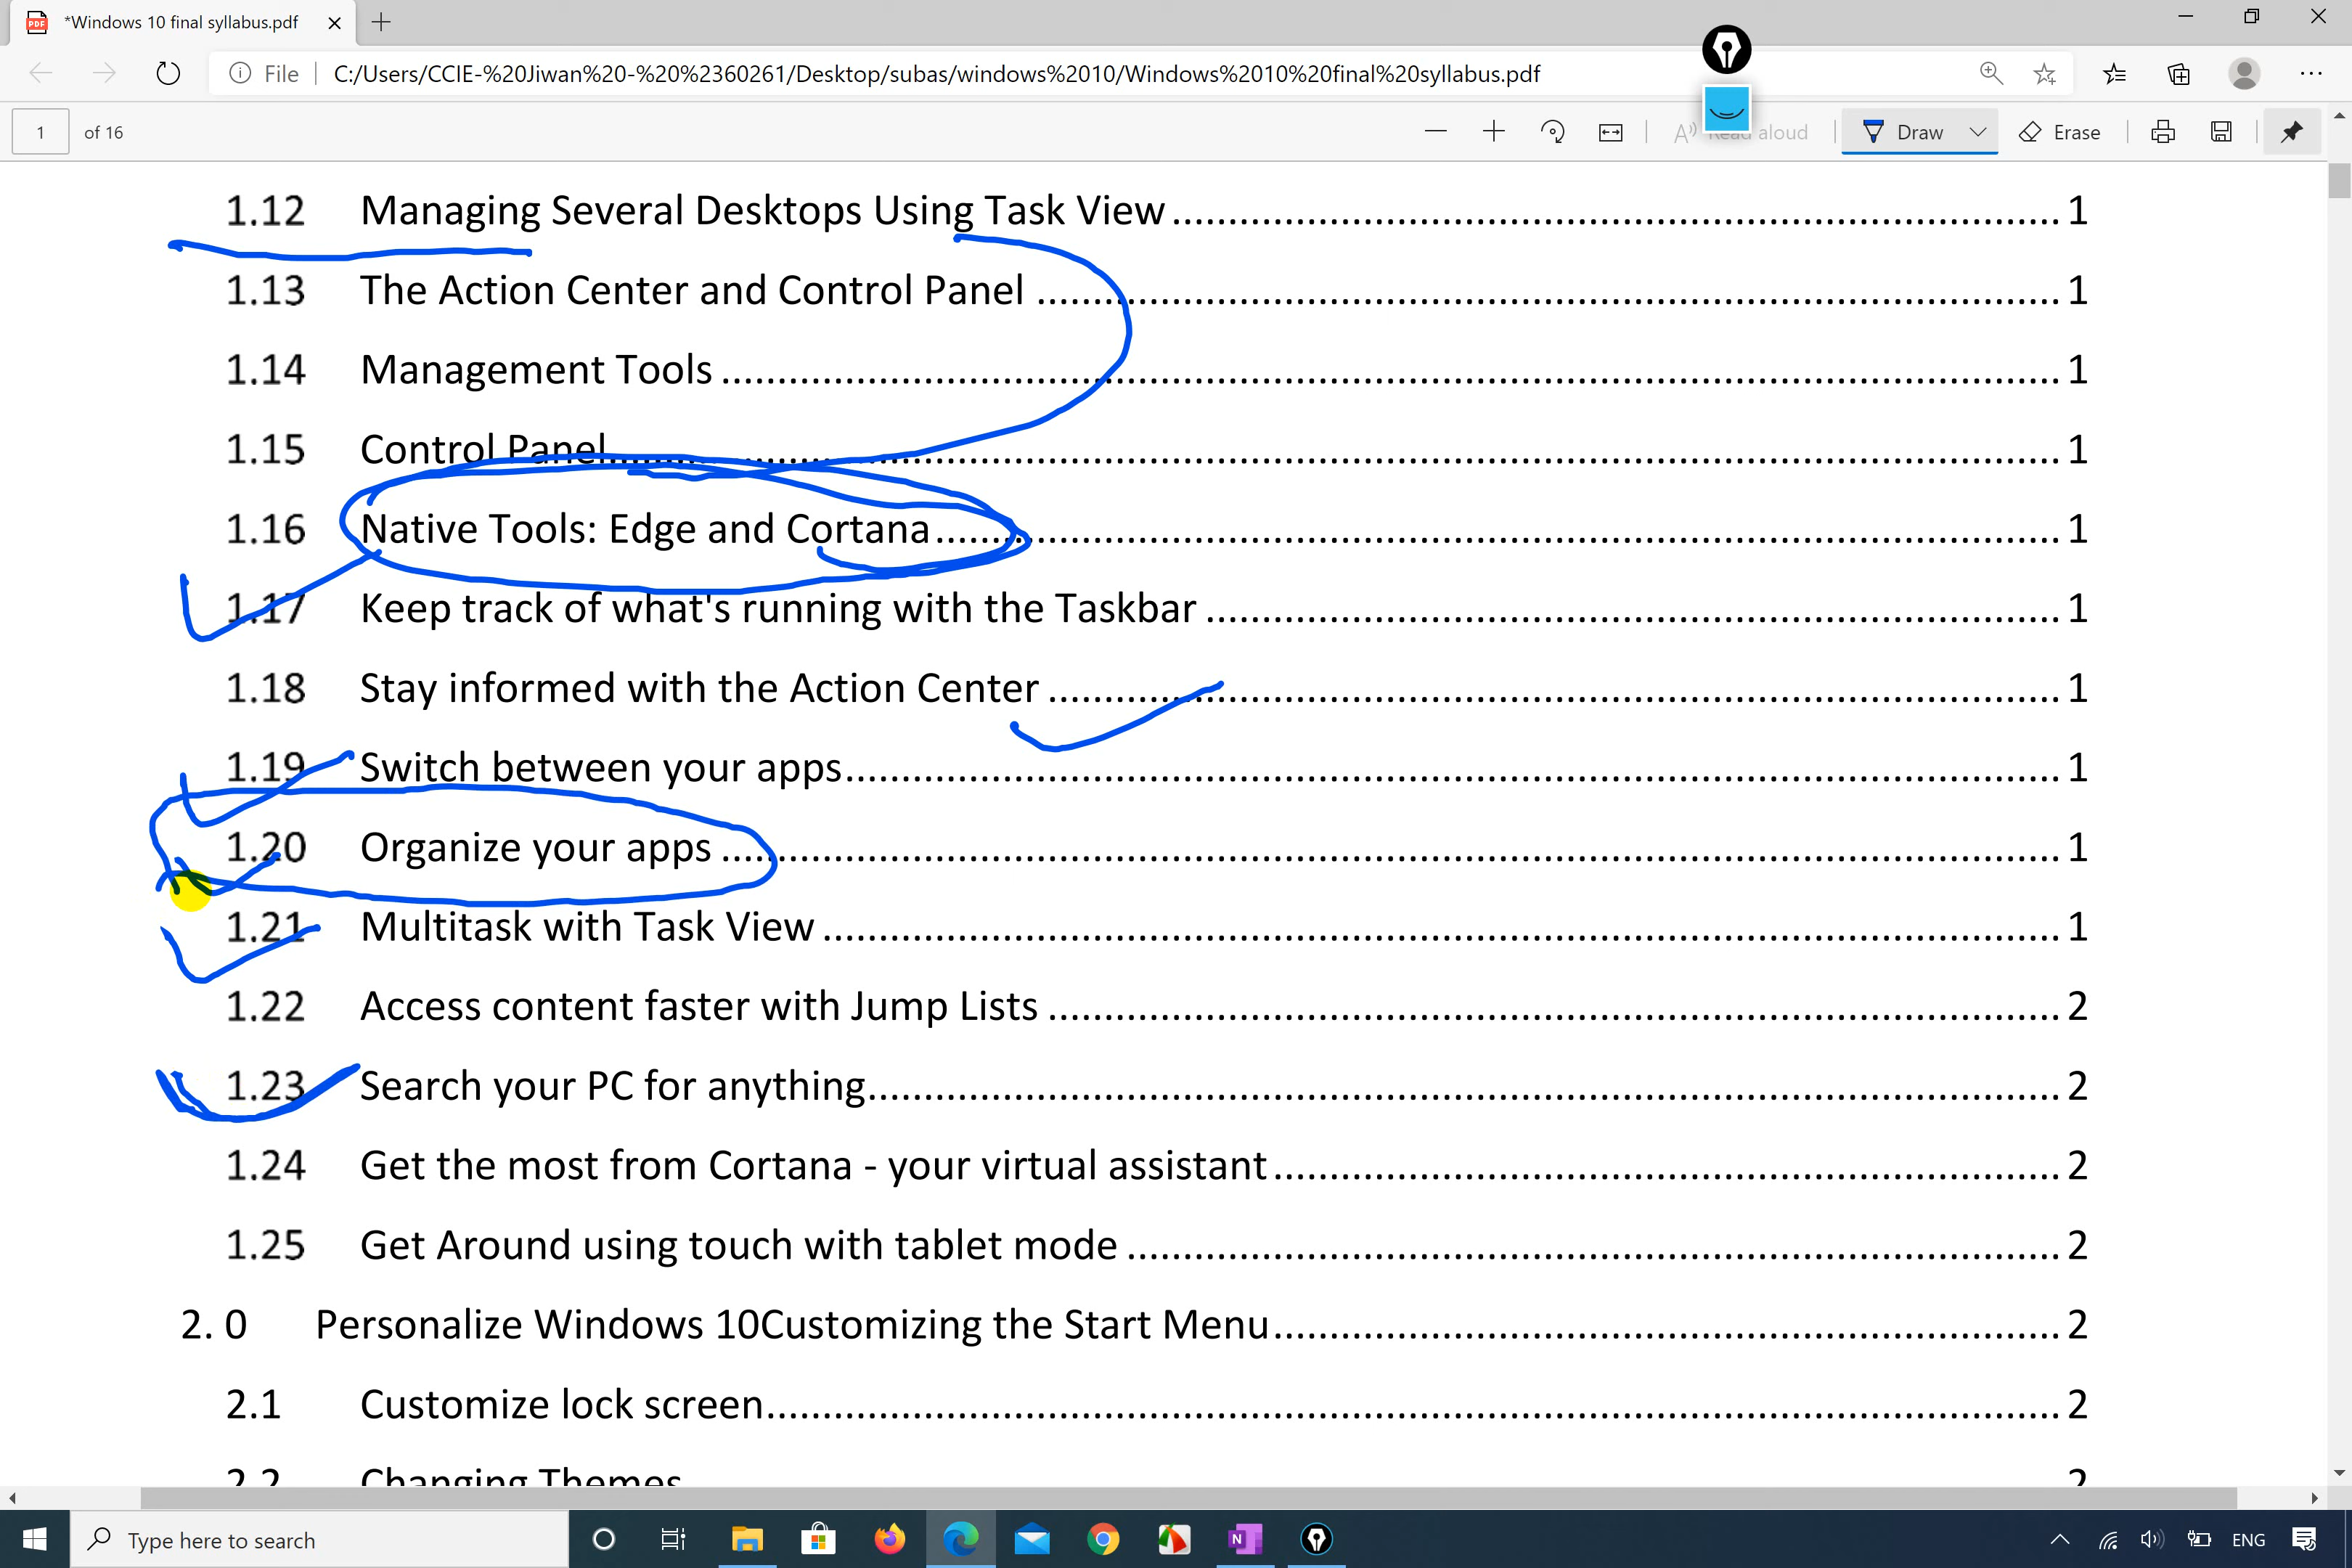 *Windows 10 final syllabus.pdf
File C:/Users/CCIE-%20Jiwan%20-%20%2360261/Desktop/subas/windows%2010/Windows%2010%20final%20syllabus.pdf
1 of 16 aloud Draw Erase
1.12 Managing Several Desktops Using Task View 1
1.13 The Action Center and Control Panel 1
1.14 Management Tools 1
1.15 Control Panel 1
1.16 Native Tools: Edge and Cortana 1
1.17 Keep track of what's running with the Taskbar 1
1.18 Stay informed with the Action Center 1
1.19 Switch between your apps 1
1.20 Organize your apps 1
1.21 Multitask with Task View 1
1.22 Access content faster with Jump Lists 2
1.23 Search your PC for anything 2
1.24 Get the most from Cortana - your virtual assistant 2
1.25 Get Around using touch with tablet mode 2
2. 0 Personalize Windows 10Customizing the Start Menu 2
2.1 Customize lock screen 2
2.2 Changing Themes 2
Type here to search ENG